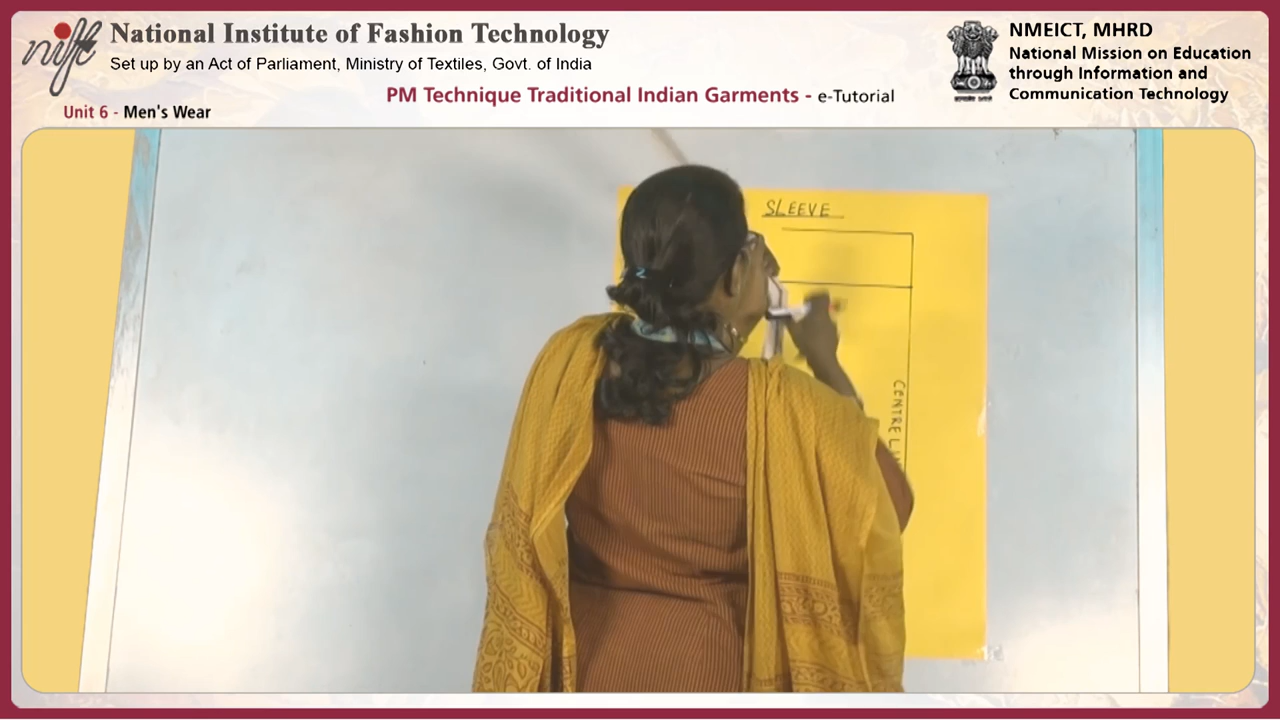 nift
National Institute of Fashion Technology
Set up by an Act of Parliament, Ministry of Textiles, Govt. of India
PM Technique Traditional Indian Garments - e-Tutorial
Unit 6 - Men's Wear
NMEICT, MHRD
National Mission on Education
through Information and
Communication Technology
SLEEVE
CENTRE